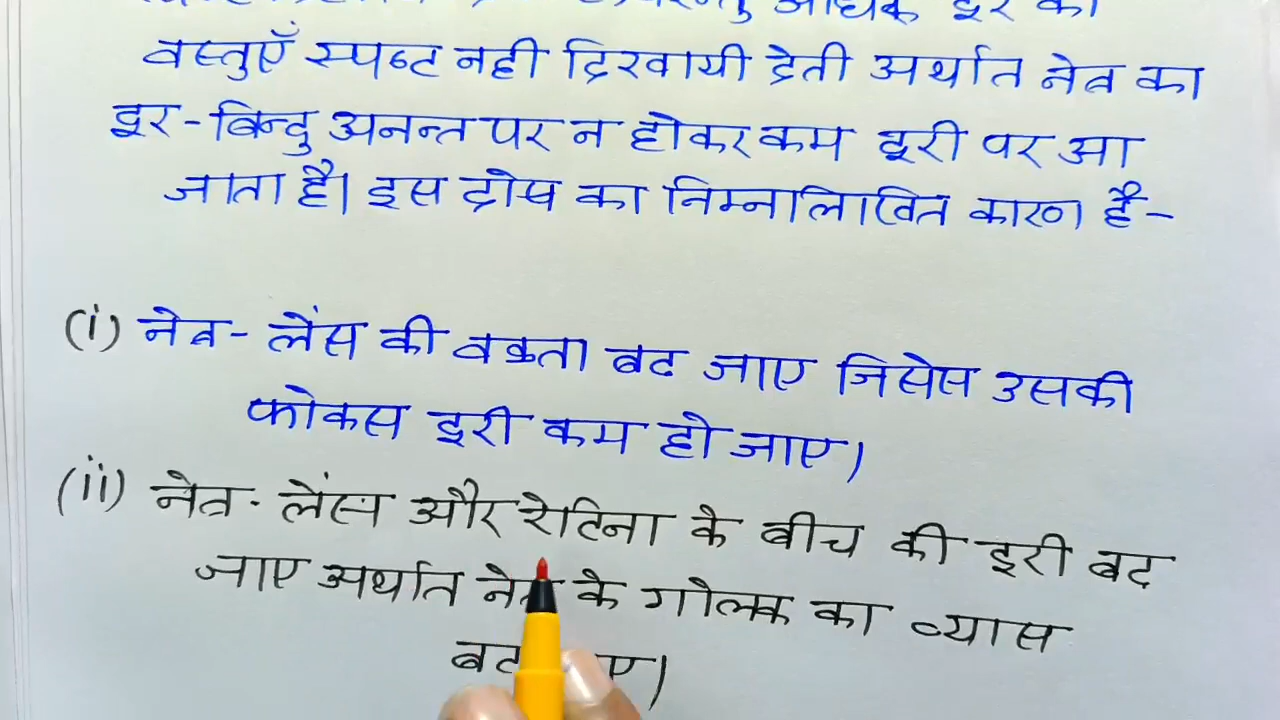 अधिक दूर की
वस्तुएँ स्पष्ट नही दिखायी देती अर्थात नेत्र का
दूर-बिन्दु अनन्त पर न होकर कम दूरी पर आ
जाता है। इस दोष का निम्नलिखित कारण है-
(i) नेत्र-लेंस की वक्रता बढ जाए जिसेस उसकी
फोकस दूरी कम हो जाए।
(ii) नेत्र-लेंस और रेटिना के बीच की दूरी बढ
जाए अर्थात नेत्र के गोलक का व्यास